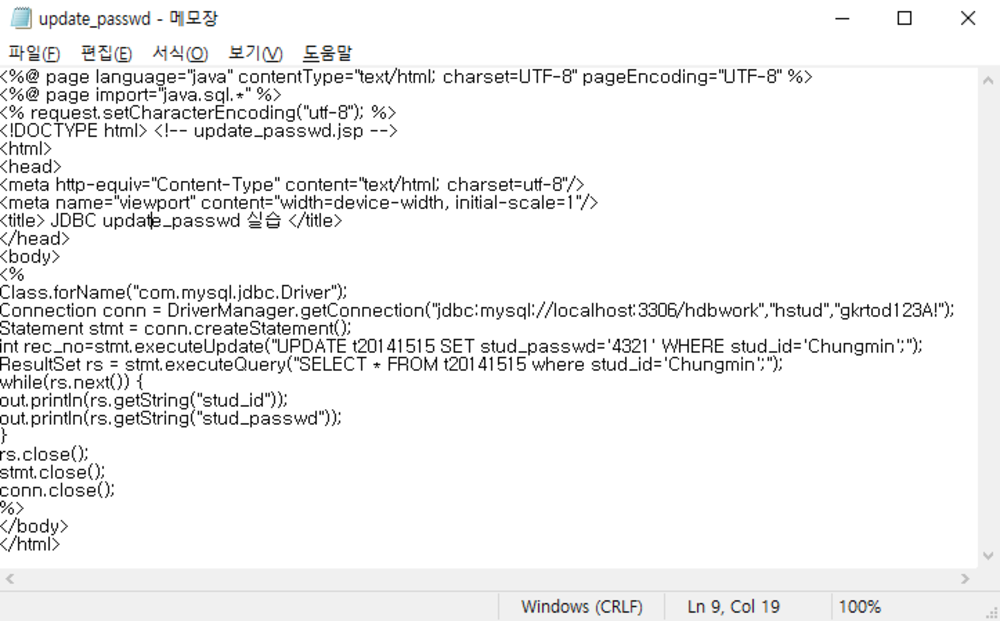 update_passwd - 메모장
파일(F) 편집(E) 서식(O) 보기(V) 도움말
<%@ page language="java" contentType="text/html; charset=UTF-8" pageEncoding="UTF-8" %>
<%@ page import="java.sql.*" %>
<% request.setCharacterEncoding("utf-8"); %>
<!DOCTYPE html> <!-- update_passwd.jsp -->
<html>
<head>
<meta http-equiv="Content-Type" content="text/html; charset=utf-8"/>
<meta name="viewport" content="width=device-width, initial-scale=1"/>
<title> JDBC update_passwd 실습 </title>
</head>
<body>
<%
Class.forName("com.mysql.jdbc.Driver");
Connection conn = DriverManager.getConnection("jdbc:mysql://localhost:3306/hdbwork","hstud","gkrtod123A!");
Statement stmt = conn.createStatement();
int rec_no=stmt.executeUpdate("UPDATE t20141515 SET stud_passwd='4321' WHERE stud_id='Chungmin';");
ResultSet rs = stmt.executeQuery("SELECT * FROM t20141515 where stud_id='Chungmin';");
while(rs.next()) {
out.println(rs.getString("stud_id"));
out.println(rs.getString("stud_passwd"));
}
rs.close();
stmt.close();
conn.close();
%>
</body>
</html>
Windows (CRLF) Ln 9, Col 19 100%